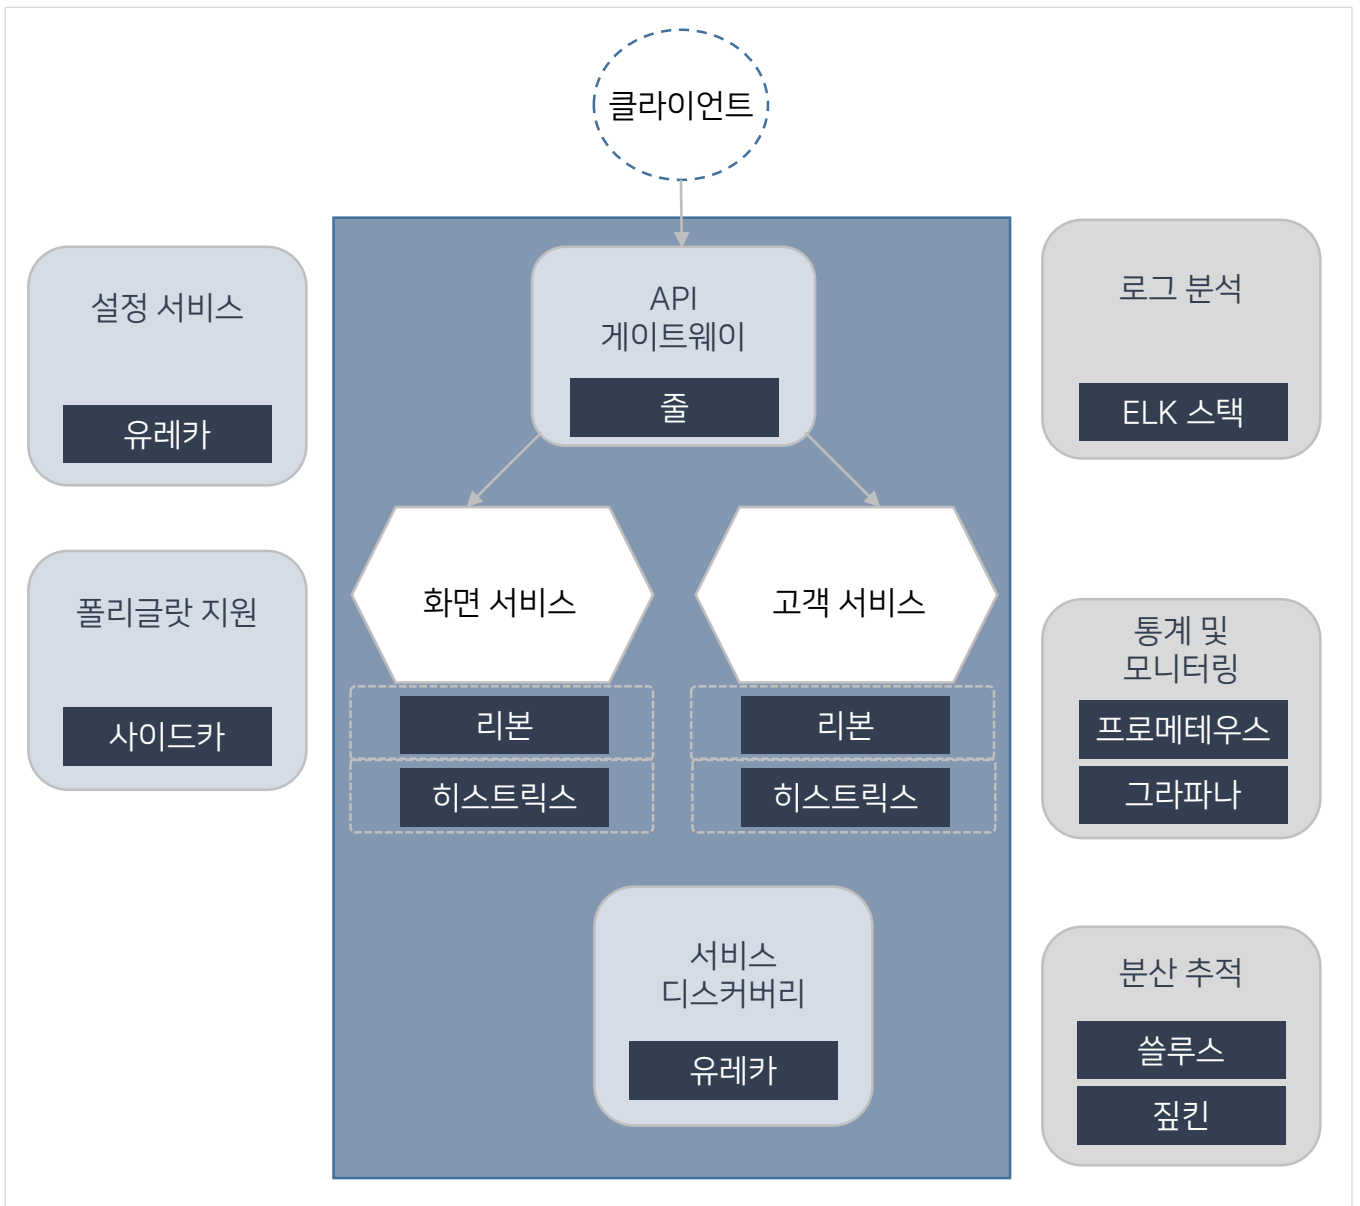 클라이언트
설정 서비스
유레카
폴리글랏 지원
사이드카
API
게이트웨이
줄
화면 서비스
리본
히스트릭스
고객 서비스
리본
히스트릭스
서비스
디스커버리
유레카
로그 분석
ELK 스택
통계 및
모니터링
프로메테우스
그라파나
분산 추적
쓸루스
짚킨